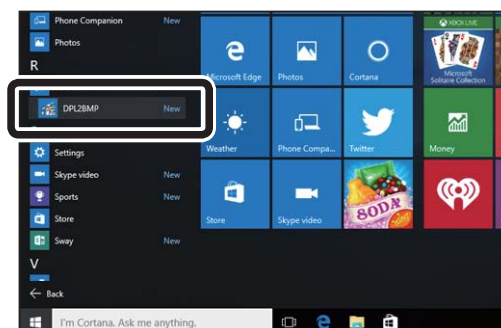 Phone Companion New
Photos
R
DPL2BMP New
Settings
Skype video New
Sports New
Store
Sway New
V
Back
I'm Cortana. Ask me anything.
Microsoft Edge
Photos
Cortana
XBOX LIVE
Microsoft
Solitaire Collection
Weather
Phone Compa...
Twitter
Money
Store
Skype video
SODA